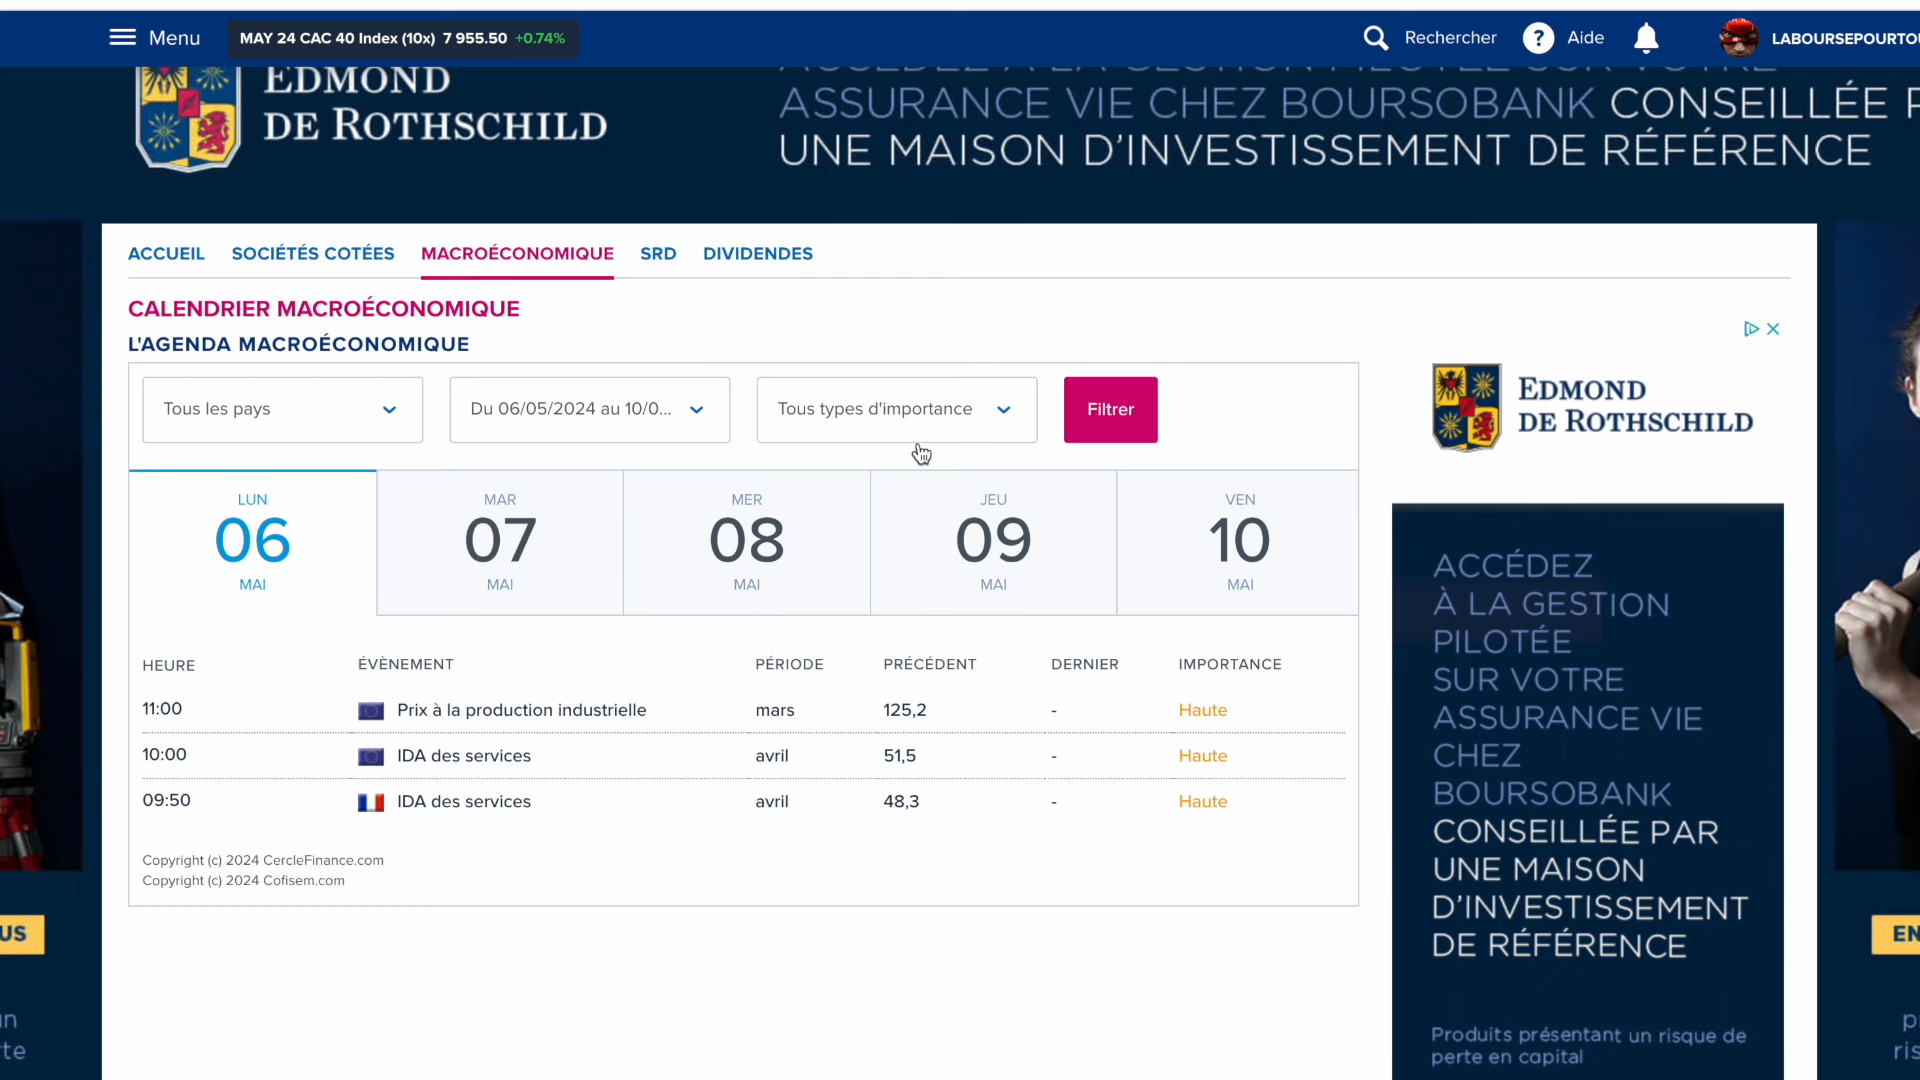 Menu
MAY 24 CAC 40 Index (10x) 7 955.50 +0.74%
Rechercher
? Aide
EDMOND
DE ROTHSCHILD
ASSURANCE VIE CHEZ BOURSOBANK CONSEILLÉE
UNE MAISON D'INVESTISSEMENT DE RÉFÉRENCE
ACCUEIL SOCIÉTÉS COTÉES MACROÉCONOMIQUE SRD DIVIDENDES
CALENDRIER MACROÉCONOMIQUE
L'AGENDA MACROÉCONOMIQUE
Tous les pays
Du 06/05/2024 au 10/0...
Tous types d'importance
Filtrer
LUN
06
MAI
MAR
07
MAI
MER
08
MAI
JEU
09
MAI
VEN
10
MAI
HEURE ÉVÈNEMENT PÉRIODE PRÉCÉDENT DERNIER IMPORTANCE
11:00 Prix à la production industrielle mars 125,2 - Haute
10:00 IDA des services avril 51,5 - Haute
09:50 IDA des services avril 48,3 - Haute
Copyright (c) 2024 CercleFinance.com
Copyright (c) 2024 Cofisem.com
EDMOND
DE ROTHSCHILD
ACCÉDEZ
À LA GESTION
PILOTÉE
SUR VOTRE
ASSURANCE VIE
CHEZ
BOURSOBANK
CONSEILLÉE PAR
UNE MAISON
D'INVESTISSEMENT
DE RÉFÉRENCE
Produits présentant un risque de
perte en capital